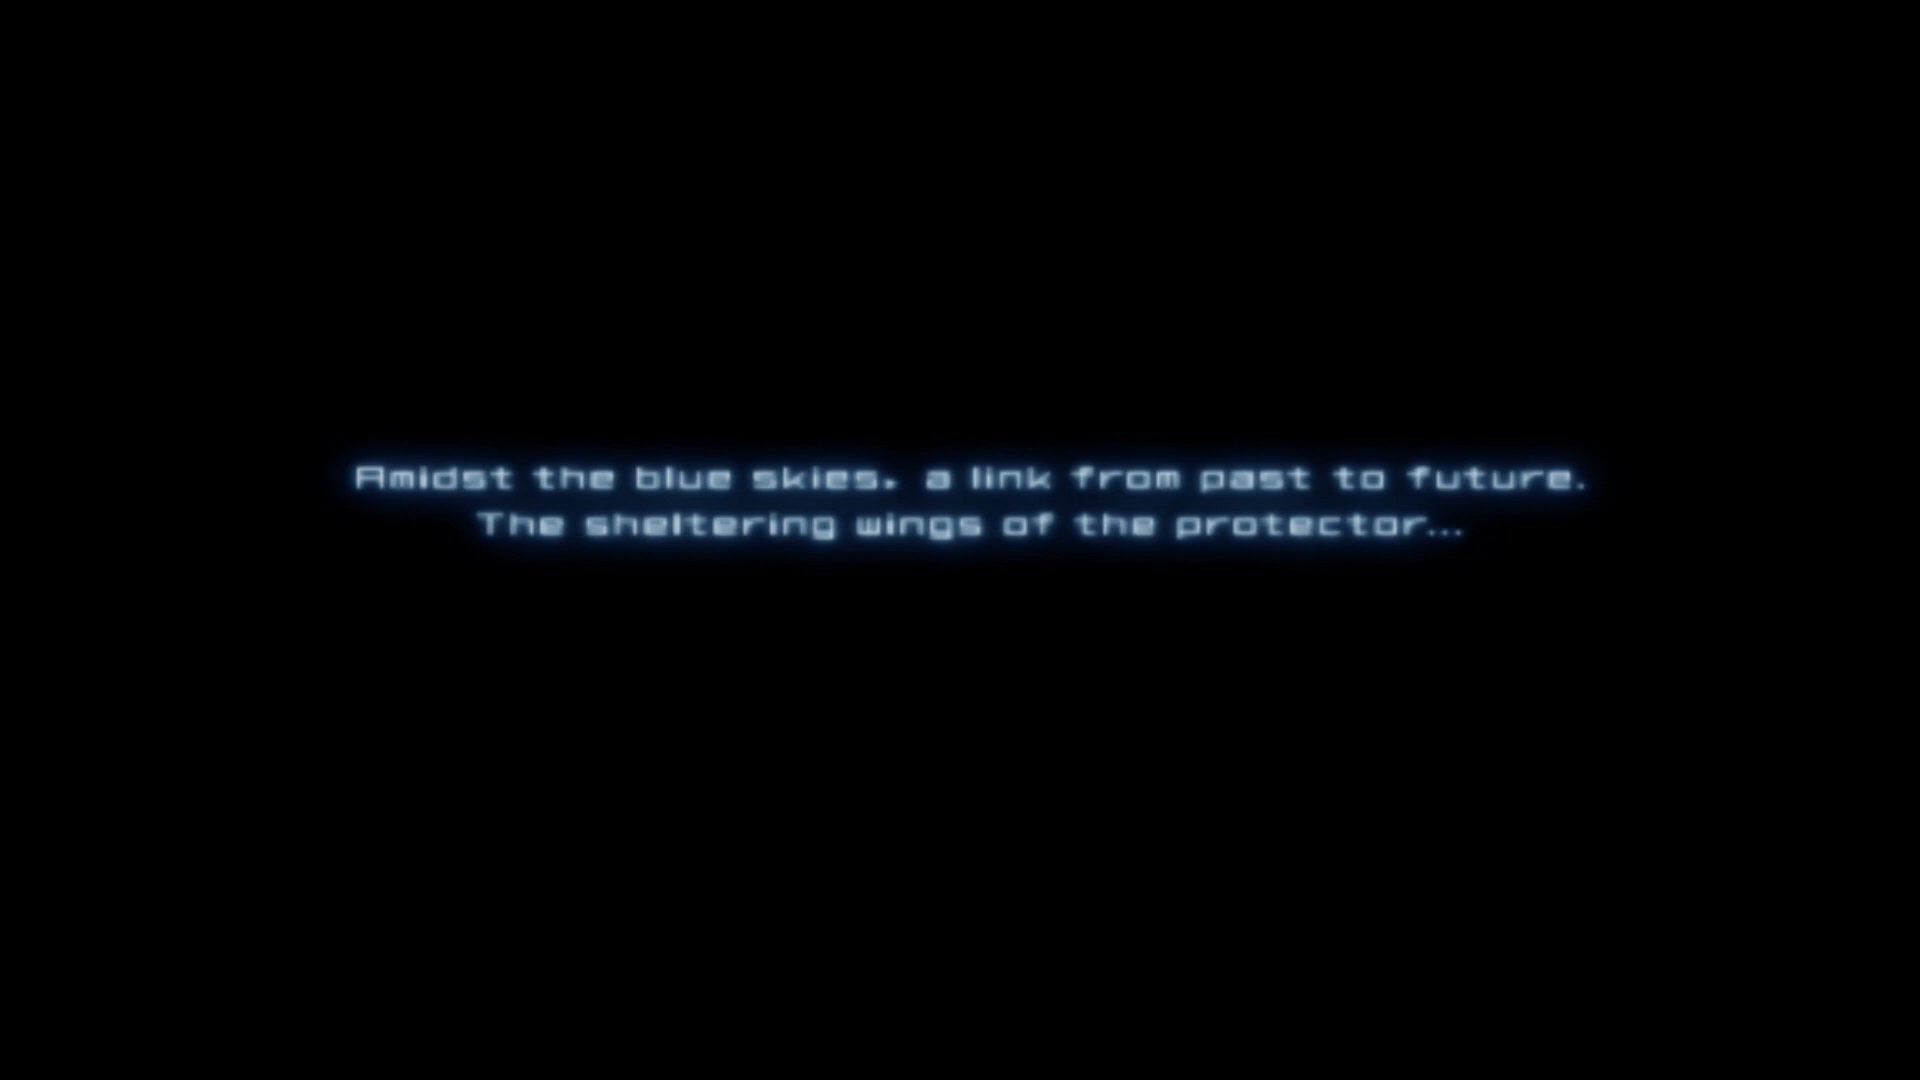 Amidst the blue skies, a link from past to future.
The sheltering wings of the protector...